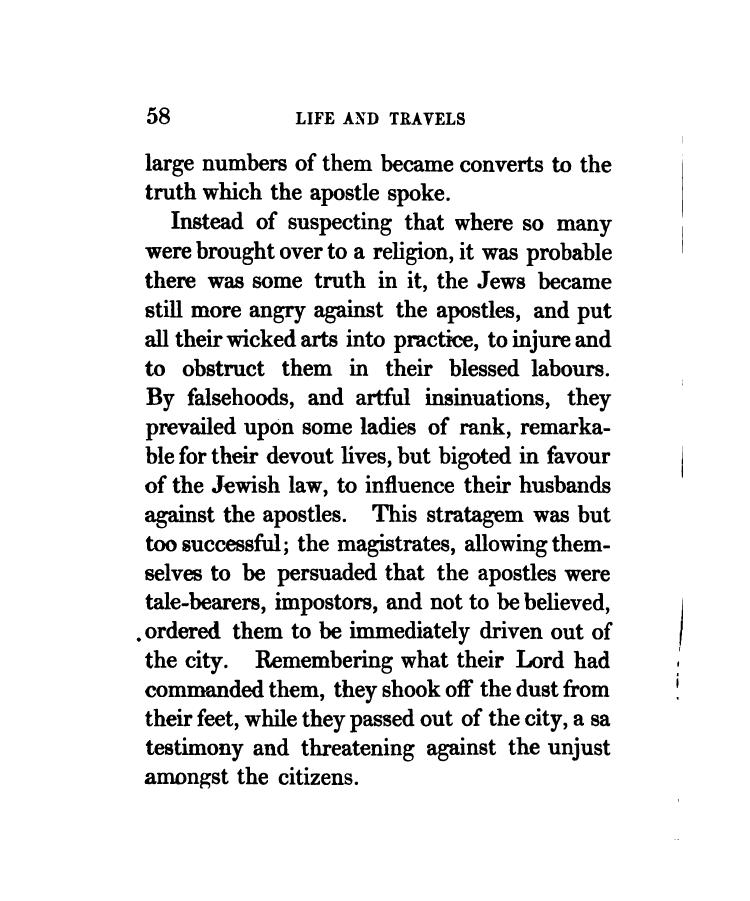 58 LIFE AND TRAVELS
large numbers of them became converts to the
truth which the apostle spoke.
Instead of suspecting that where so many
were brought over to a religion, it was probable
there was some truth in it, the Jews became
still more angry against the apostles, and put
all their wicked arts into practice, to injure and
to obstruct them in their blessed labours.
By falsehoods, and artful insinuations, they
prevailed upon some ladies of rank, remarka-
ble for their devout lives, but bigoted in favour
of the Jewish law, to influence their husbands
against the apostles. This stratagem was but
too successful; the magistrates, allowing them-
selves to be persuaded that the apostles were
tale-bearers, impostors, and not to be believed,
ordered them to be immediately driven out of
the city. Remembering what their Lord had
commanded them, they shook off the dust from
their feet, while they passed out of the city, a sa
testimony and threatening against the unjust
amongst the citizens.